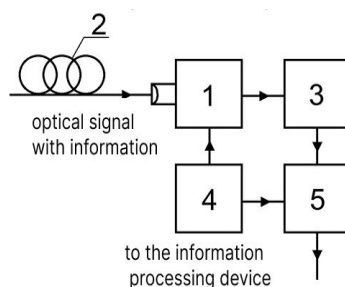 2
1
3
optical signal
with information
4
5
to the information
processing device